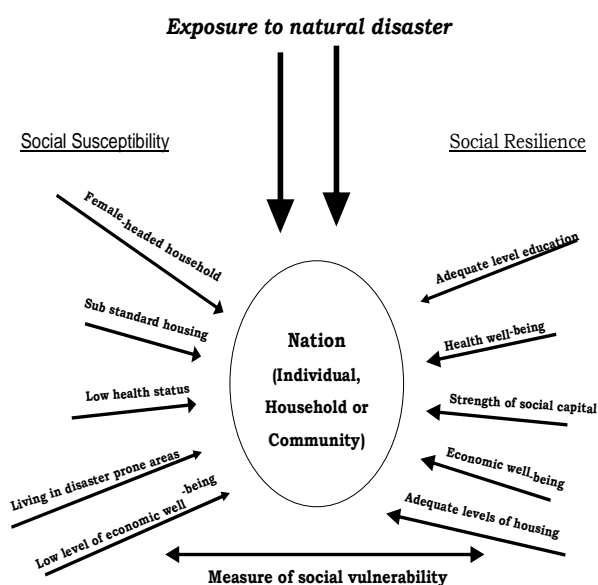 Exposure to natural disaster
Social Susceptibility
Social Resilience
Female-headed household
Sub standard housing
Low health status
Living in disaster prone areas
Low level of economic well-being
Nation
(Individual,
Household or
Community)
Adequate level education
Health well-being
Strength of social capital
Economic well-being
Adequate levels of housing
Measure of social vulnerability